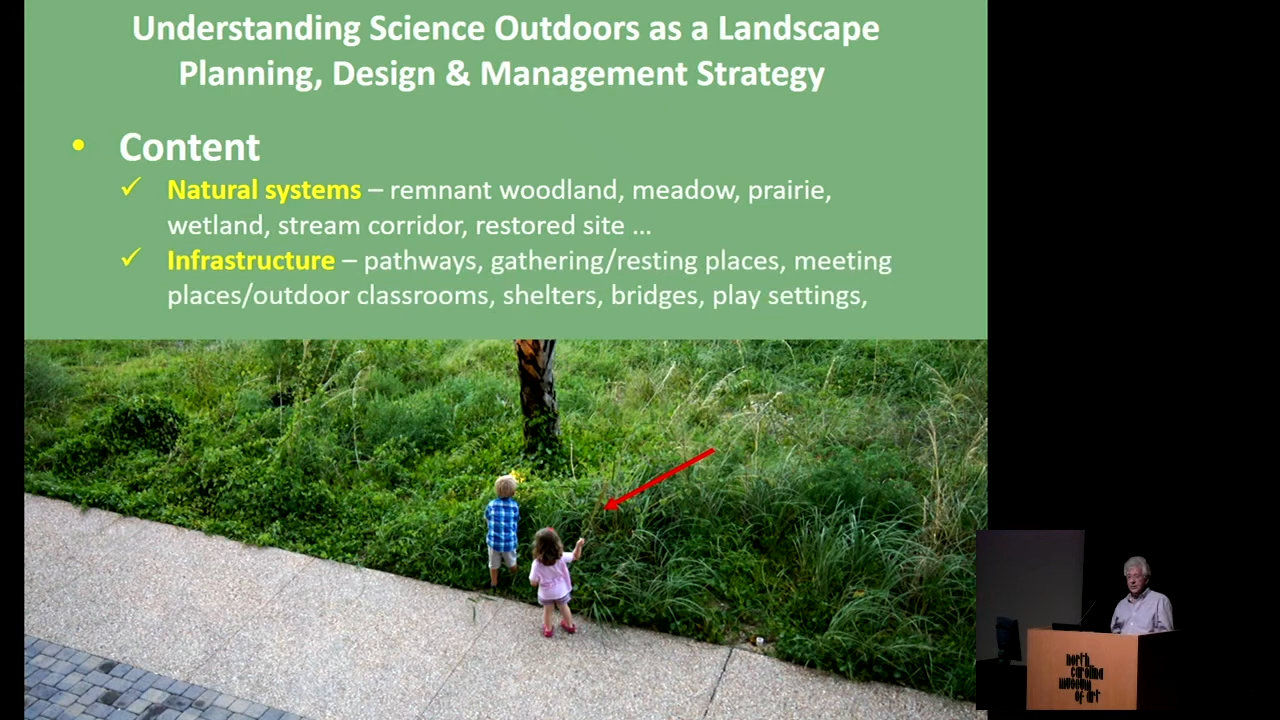 Understanding Science Outdoors as a Landscape
Planning, Design & Management Strategy
• Content
✓ Natural systems – remnant woodland, meadow, prairie,
wetland, stream corridor, restored site ...
✓ Infrastructure – pathways, gathering/resting places, meeting
places/outdoor classrooms, shelters, bridges, play settings,
north
carolina
museum
of art